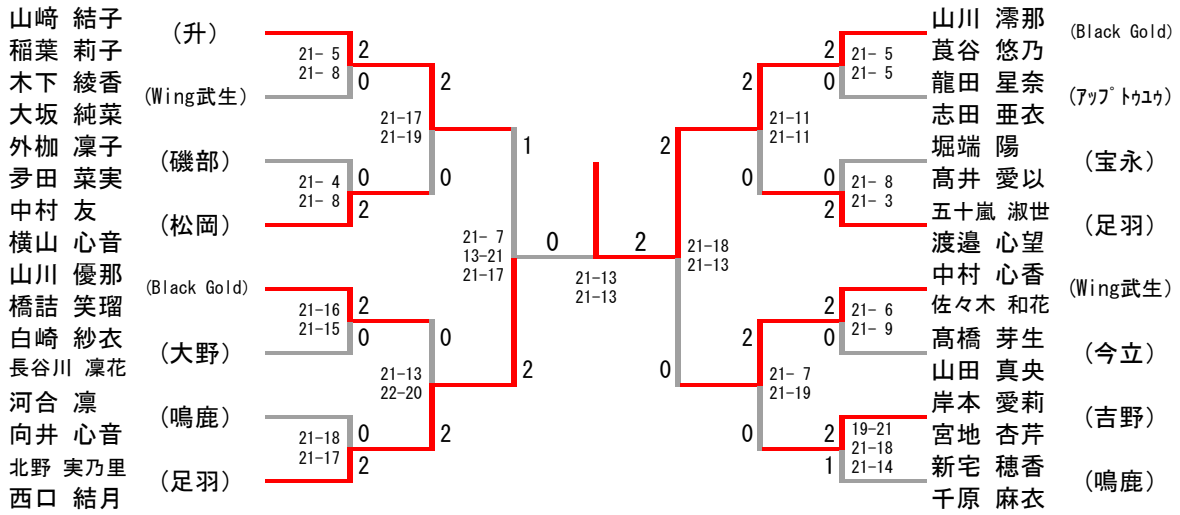 山﨑 結子
稲葉 莉子
(升)
木下 綾香
大坂 純菜
(Wing武生)
外枷 凜子
夛田 菜実
(磯部)
中村 友
横山 心音
(松岡)
山川 優那
橋詰 笑瑠
(Black Gold)
白崎 紗衣
長谷川 凜花
(大野)
河合 凛
向井 心音
(鳴鹿)
北野 実乃里
西口 結月
(足羽)
21- 5
21- 8
2
0
21- 4
21- 8
0
2
21-16
21-15
2
0
21-18
21-17
0
2
21-17
21-19
2
0
21-13
22-20
0
2
21- 7
13-21
21-17
1
2
0
2
21-13
21-13
21-18
21-13
2
0
21-11
21-11
2
0
21- 7
21-19
2
0
21- 5
21- 5
2
0
21- 8
21- 3
0
2
21- 6
21- 9
2
0
19-21
21-18
21-14
2
1
山川 澪那
莨谷 悠乃
(Black Gold)
龍田 星奈
志田 亜衣
(ｱｯﾌﾟﾄｩﾕｩ)
堀端 陽
髙井 愛以
(宝永)
五十嵐 淑世
渡邉 心望
(足羽)
中村 心香
佐々木 和花
(Wing武生)
髙橋 芽生
山田 真央
(今立)
岸本 愛莉
宮地 杏芹
(吉野)
新宅 穂香
千原 麻衣
(鳴鹿)